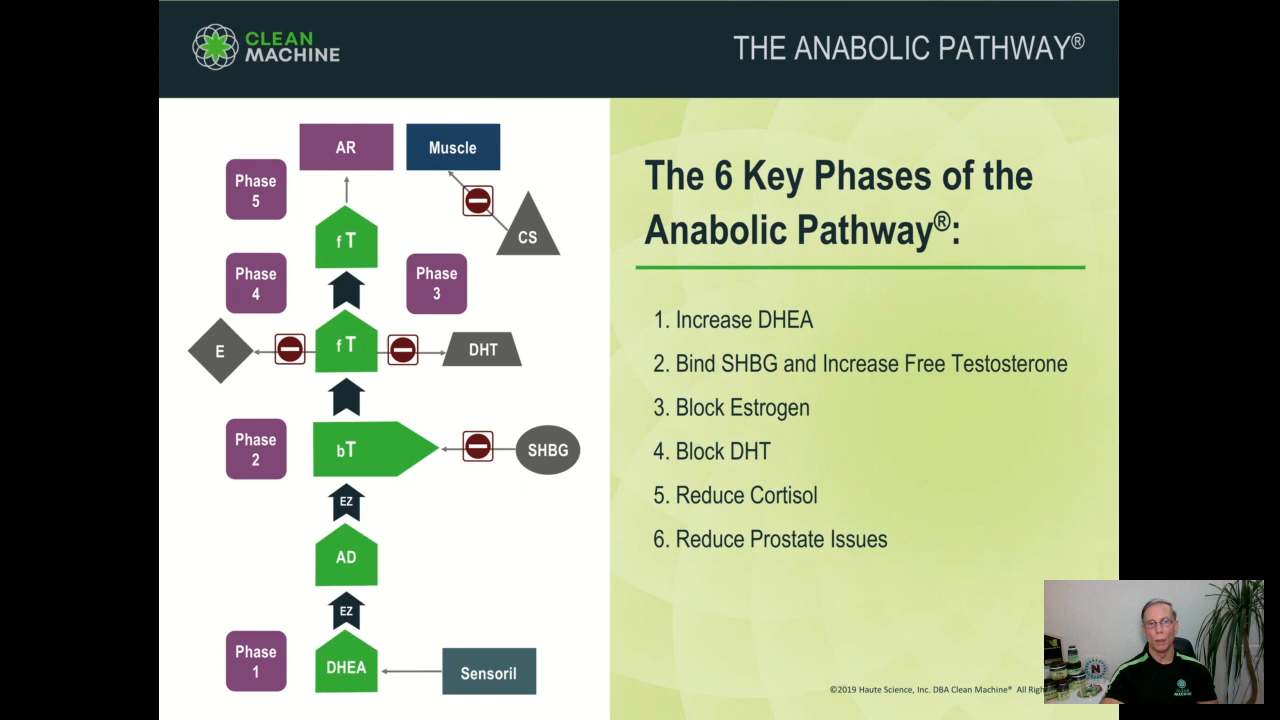 CLEAN
MACHINE
THE ANABOLIC PATHWAY®
AR
Muscle
Phase
5
CS
f T
Phase
4
Phase
3
E
f T
DHT
Phase
2
bT
SHBG
EZ
AD
EZ
Phase
1
DHEA
Sensoril
The 6 Key Phases of the
Anabolic Pathway®:
1. Increase DHEA
2. Bind SHBG and Increase Free Testosterone
3. Block Estrogen
4. Block DHT
5. Reduce Cortisol
6. Reduce Prostate Issues
©2019 Haute Science, Inc. DBA Clean Machine® All
N
CLEAN
MACHINE